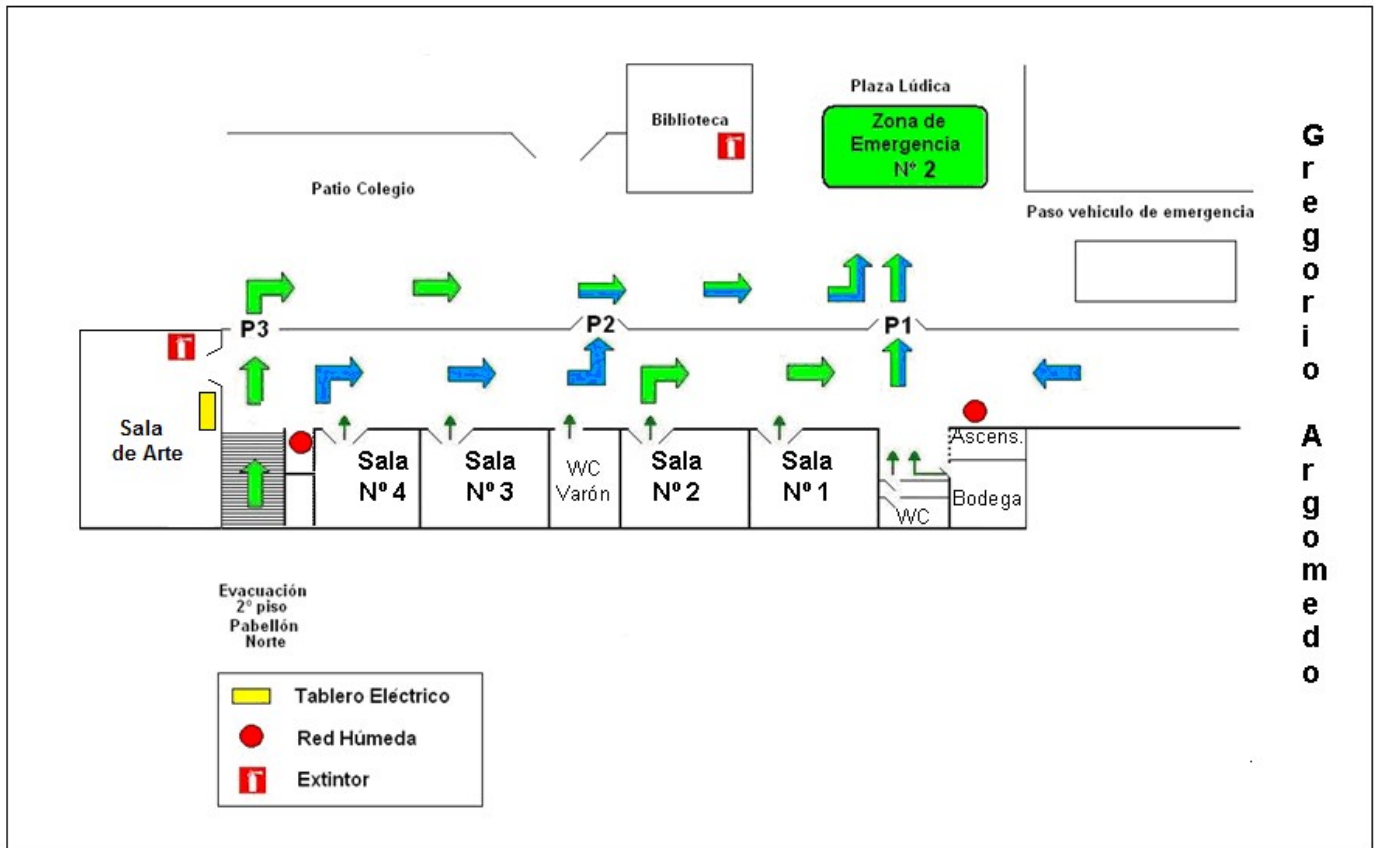 Plaza Lúdica
Zona de
Emergencia
Nº 2
Biblioteca
Patio Colegio
Paso vehiculo de emergencia
Gregorio Argomedo
P3
P2
P1
Sala
de Arte
Sala
Nº 4
Sala
Nº 3
WC
Varón
Sala
Nº 2
Sala
Nº 1
WC
Ascens.
Bodega
Evacuación
2° piso
Pabellón
Norte
Tablero Eléctrico
Red Húmeda
Extintor